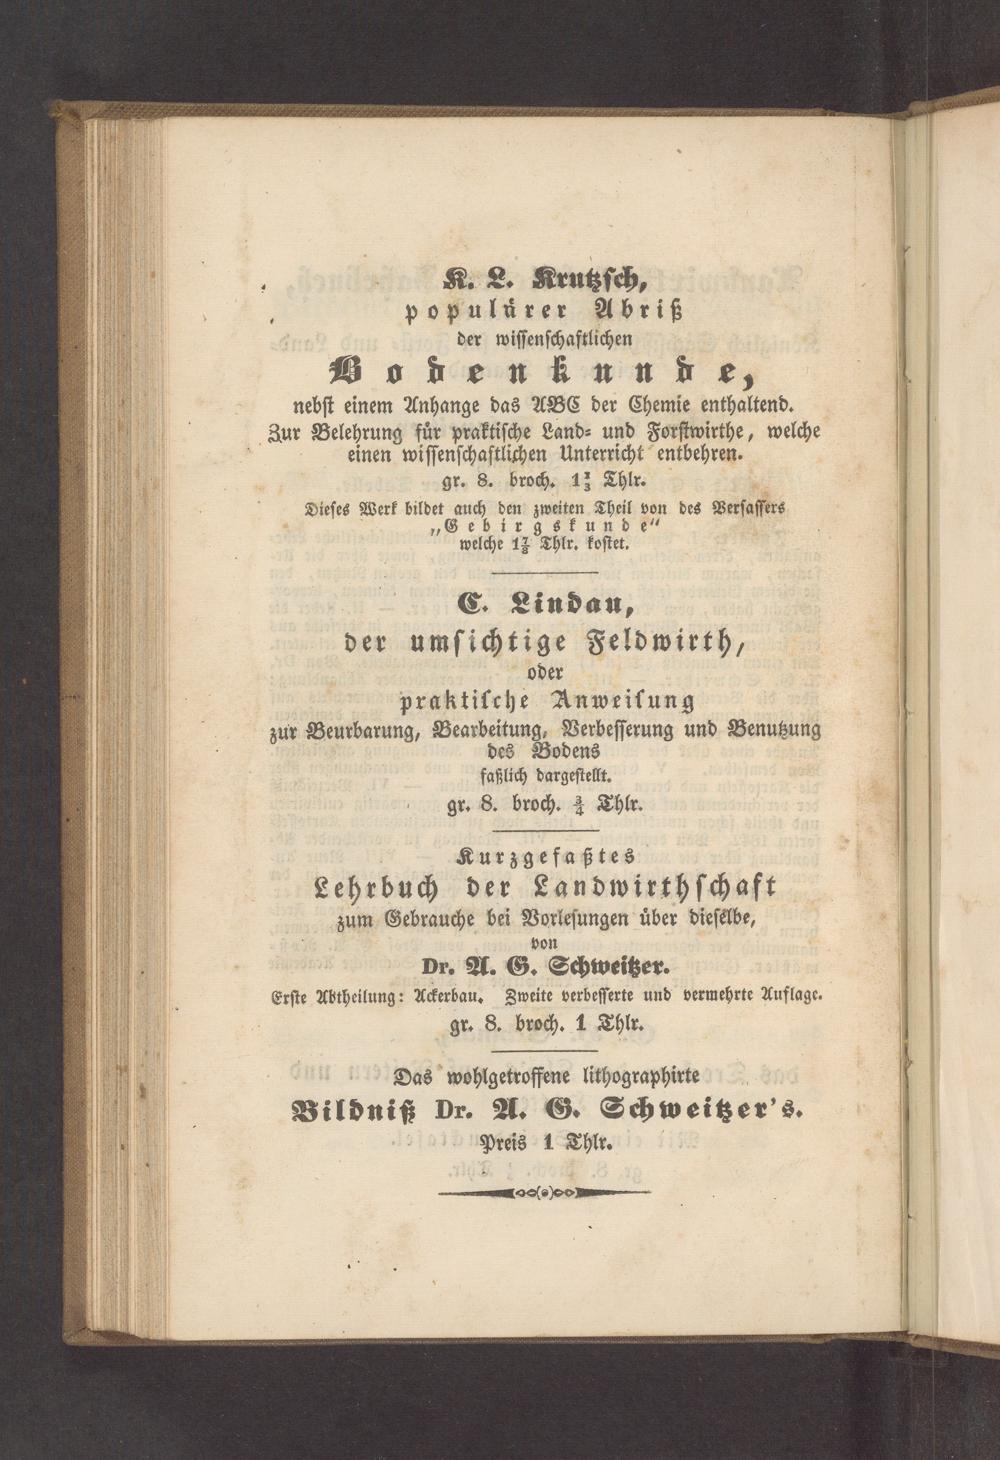 K. L. Krutzsch,
populärer Abriß
der wissenschaftlichen
Bodenkunde,
nebst einem Anhange das ABC der Chemie enthaltend.
Zur Belehrung für praktische Land- und Forstwirthe, welche
einen wissenschaftlichen Unterricht entbehren.
gr. 8. broch. 1⅓ Thlr.
Dieses Werk bildet auch den zweiten Theil von des Verfassers
„Gebirgskunde“
welche 1⅞ Thlr. kostet.
C. Lindau,
der umsichtige Feldwirth,
oder
praktische Anweisung
zur Beurbarung, Bearbeitung, Verbesserung und Benutzung
des Bodens
faßlich dargestellt.
gr. 8. broch. ¾ Thlr.
Kurzgefaßtes
Lehrbuch der Landwirthschaft
zum Gebrauche bei Vorlesungen über dieselbe,
von
Dr. A. G. Schweitzer.
Erste Abtheilung: Ackerbau. Zweite verbesserte und vermehrte Auflage.
gr. 8. broch. 1 Thlr.
Das wohlgetroffene lithographirte
Bildniß Dr. A. G. Schweitzer's.
Preis 1 Thlr.